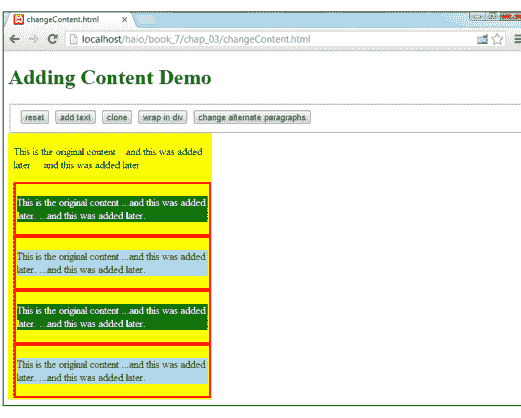 changeContent.html
localhost/haio/book_7/chap_03/changeContent.html
Adding Content Demo
reset add text clone wrap in div change alternate paragraphs
This is the original content ...and this was added
later. ...and this was added later.
This is the original content ...and this was added
later. ...and this was added later.
This is the original content ...and this was added
later. ...and this was added later.
This is the original content ...and this was added
later. ...and this was added later.
This is the original content ...and this was added
later. ...and this was added later.